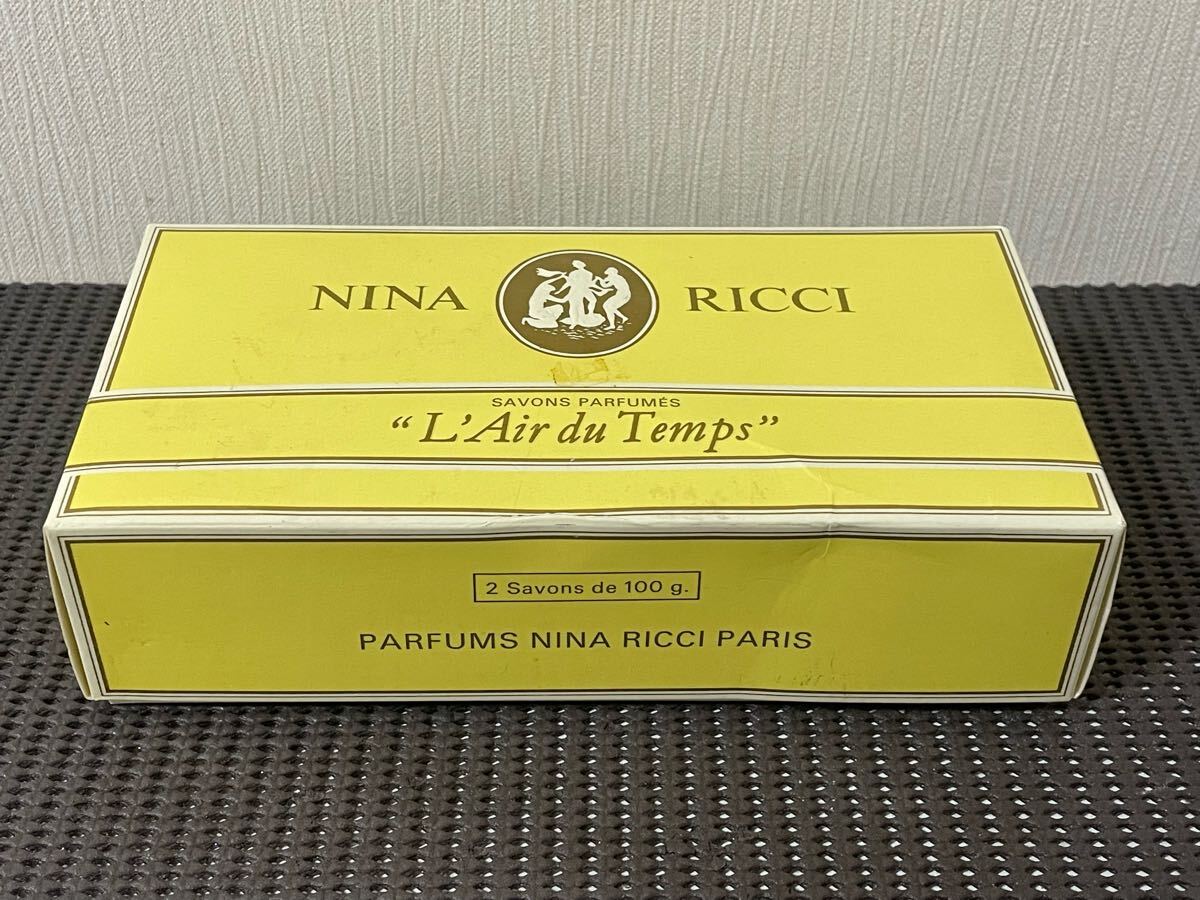 NINA RICCI
SAVONS PARFUMÉS
“L’Air du Temps”
2 Savons de 100 g.
PARFUMS NINA RICCI PARIS